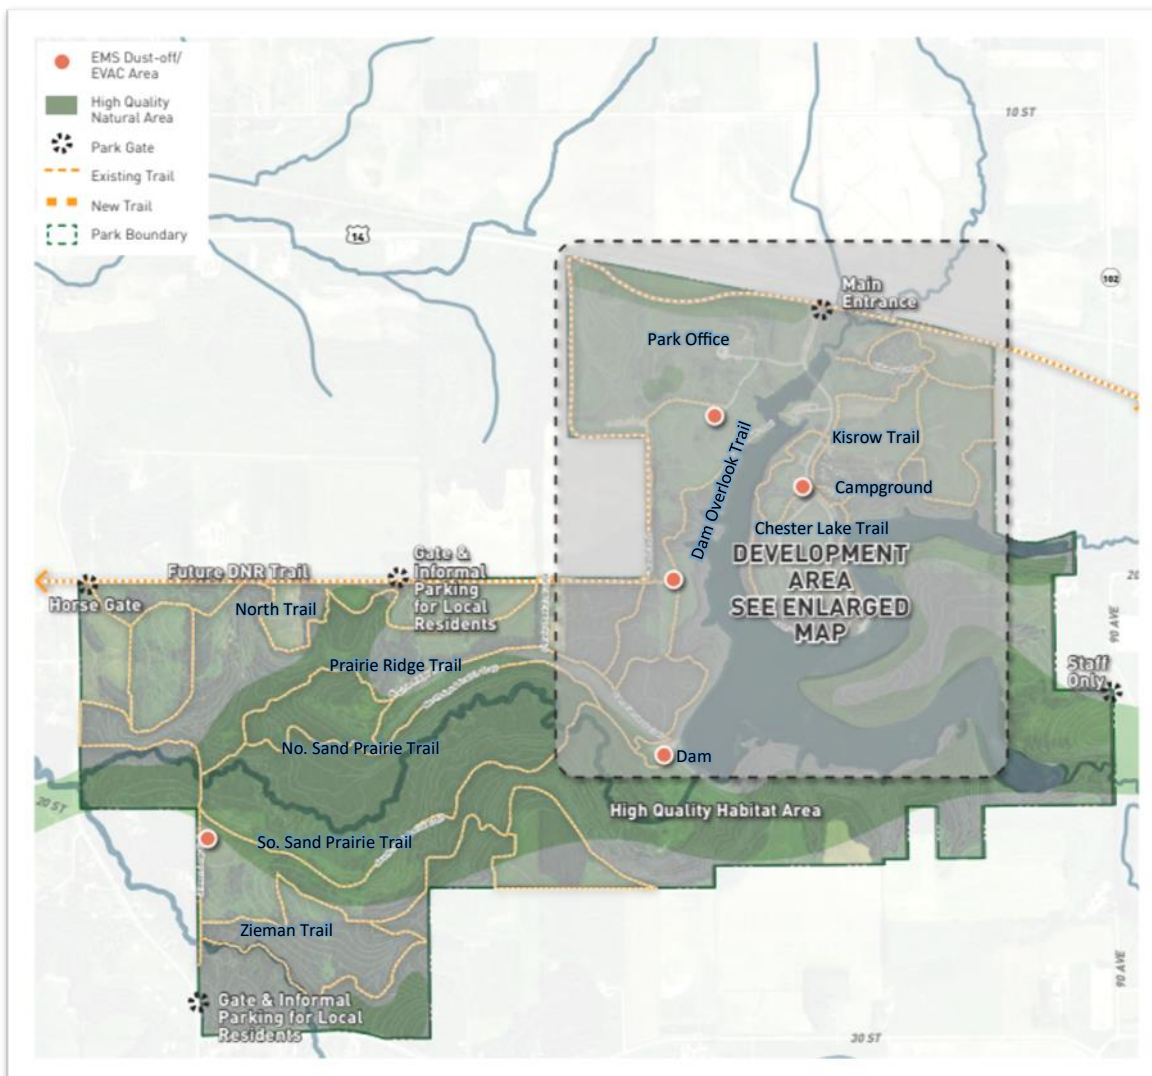 EMS Dust-off/
EVAC Area
High Quality
Natural Area
Park Gate
Existing Trail
New Trail
Park Boundary
10 ST
14
102
Main
Entrance
Park Office
Dam Overlook Trail
Kisrow Trail
Campground
Chester Lake Trail
DEVELOPMENT
AREA
SEE ENLARGED
MAP
Future DNR Trail
Gate &
Informal
Parking
for Local
Residents
Horse Gate
North Trail
20
90 AVE
Staff
Only
Prairie Ridge Trail
No. Sand Prairie Trail
Dam
20 ST
High Quality Habitat Area
So. Sand Prairie Trail
Zieman Trail
90 AVE
Gate & Informal
Parking for Local
Residents
30 ST